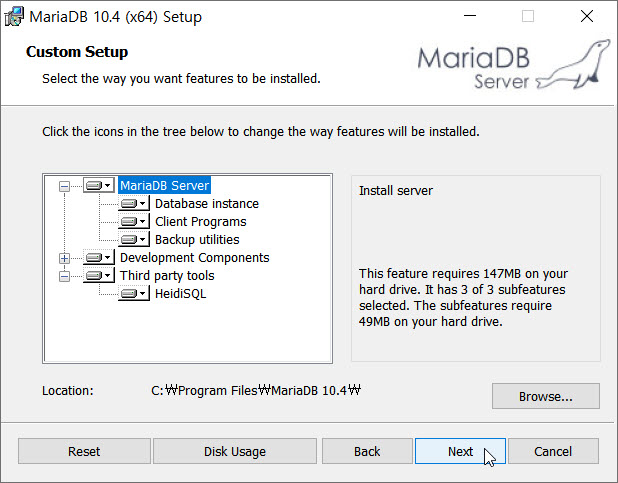 MariaDB 10.4 (x64) Setup
Custom Setup
Select the way you want features to be installed.
MariaDB
Server
Click the icons in the tree below to change the way features will be installed.
MariaDB Server
Database instance
Client Programs
Backup utilities
Development Components
Third party tools
HeidiSQL
Install server
This feature requires 147MB on your
hard drive. It has 3 of 3 subfeatures
selected. The subfeatures require
49MB on your hard drive.
Location: C:₩Program Files₩MariaDB 10.4₩
Browse...
Reset Disk Usage Back Next Cancel